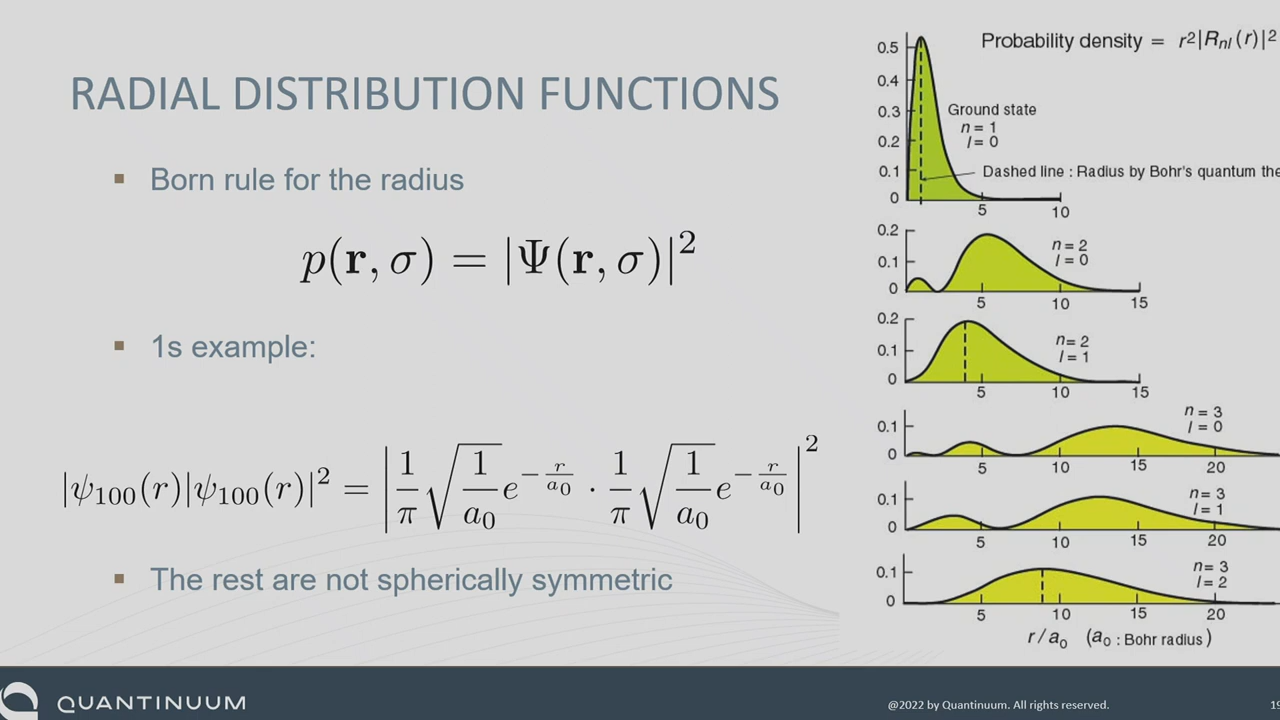 RADIAL DISTRIBUTION FUNCTIONS
▪ Born rule for the radius
p(r, σ) = |Ψ(r, σ)|²
▪ 1s example:
|ψ₁₀₀(r)|ψ₁₀₀(r)|² = |1/π √(1/a₀) e^(−r/a₀) · 1/π √(1/a₀) e^(−r/a₀)|²
▪ The rest are not spherically symmetric
Probability density = r²|Rnl(r)|²
0.5
0.4
0.3
0.2
0.1
0
Ground state
n = 1
l = 0
Dashed line : Radius by Bohr's quantum the
5 10
0.2
0.1
0
n = 2
l = 0
5 10 15
0.2
0.1
0
n = 2
l = 1
5 10 15
0.1
0
n = 3
l = 0
5 10 15 20
0.1
0
n = 3
l = 1
5 10 15 20
0.1
0
n = 3
l = 2
5 10 15 20
r/a₀ (a₀ : Bohr radius)
QUANTINUUM
@2022 by Quantinuum. All rights reserved.